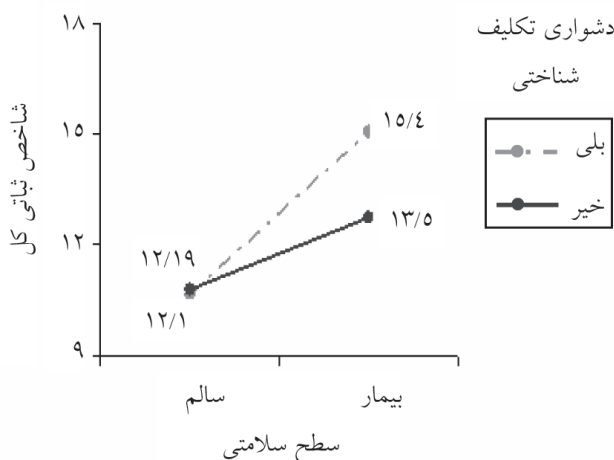 دشواری تکلیف
شناختی
بلی
خیر
شاخص ثباتی کل
۱۸
۱۵
۱۲
۹
۱۵/٤
۱۳/۵
۱۲/۱۹
۱۲/۱
سالم
بیمار
سطح سلامتی